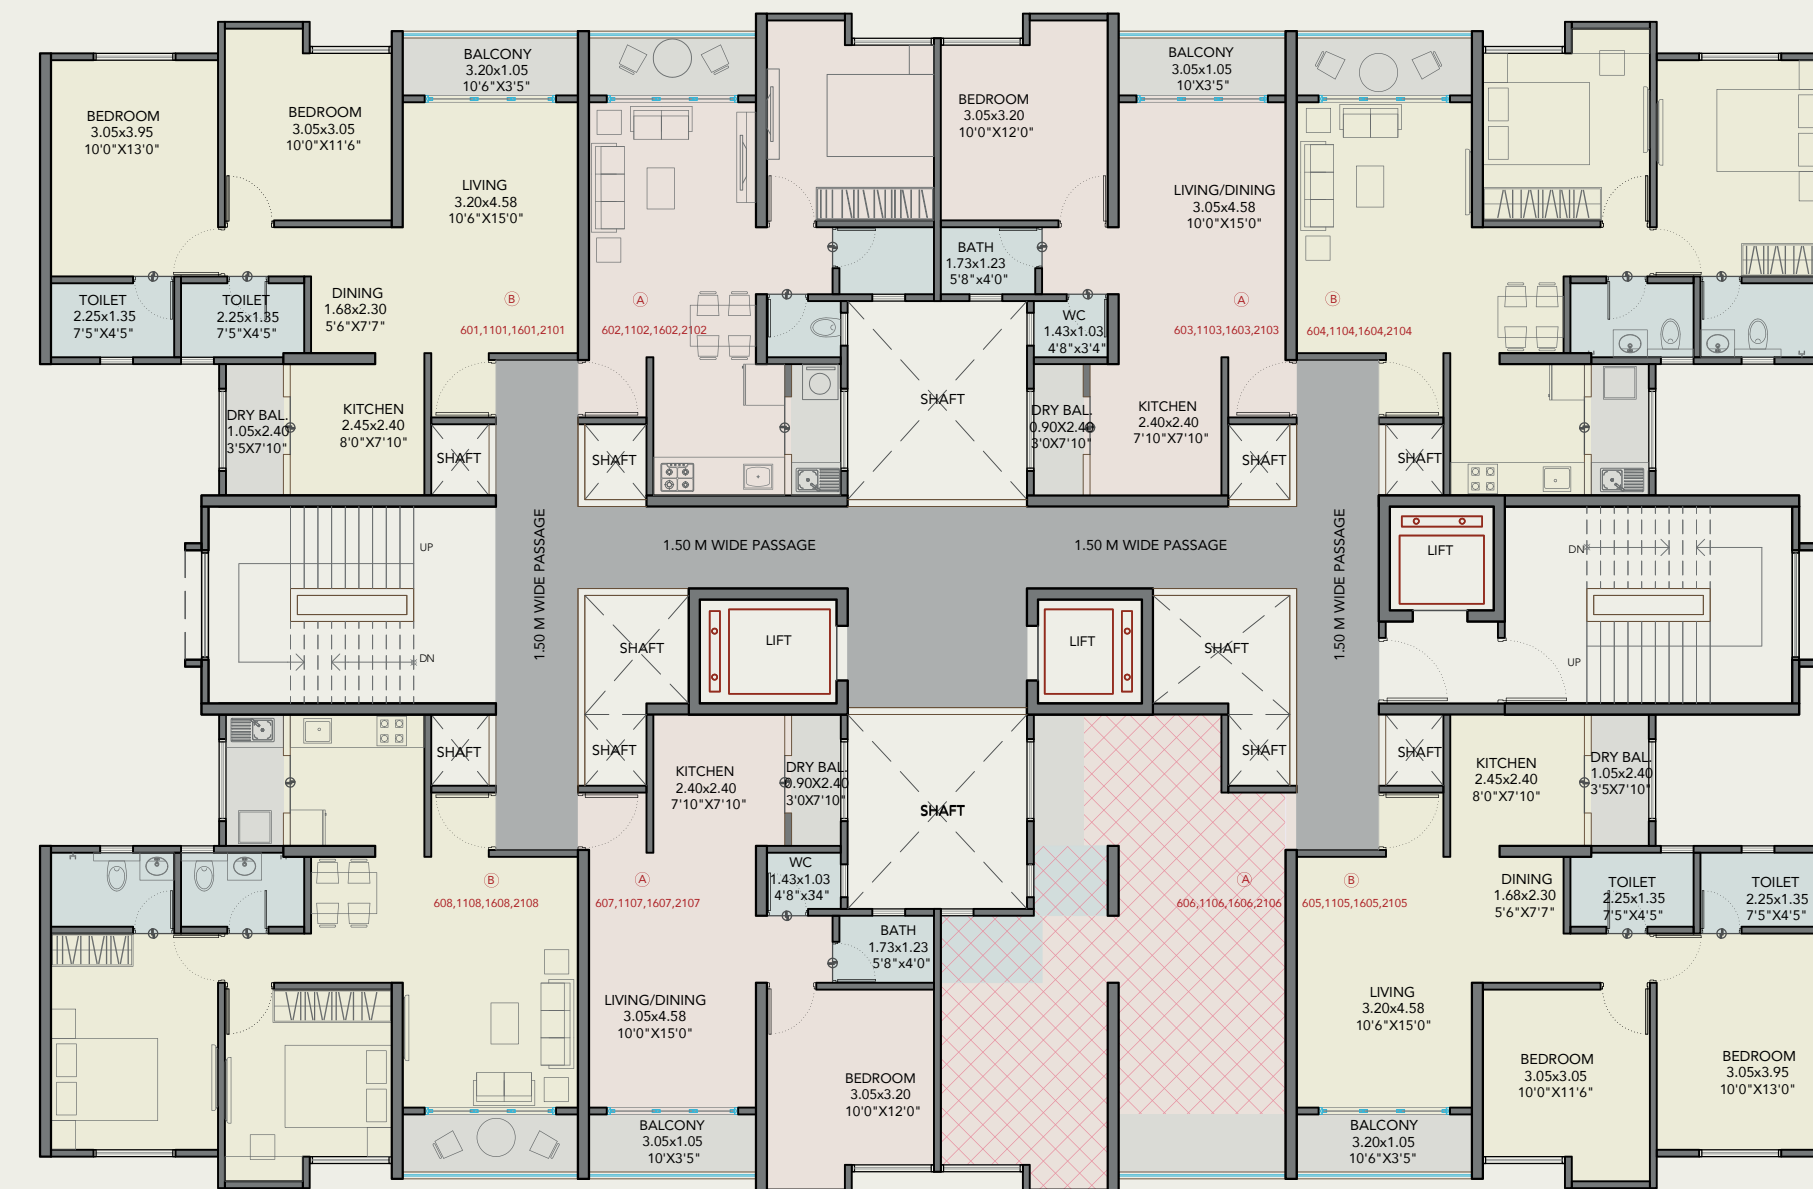 BEDROOM
3.05x3.95
10'0"X13'0"
BEDROOM
3.05x3.05
10'0"X11'6"
BALCONY
3.20x1.05
10'6"X3'5"
LIVING
3.20x4.58
10'6"X15'0"
TOILET
2.25x1.35
7'5"X4'5"
TOILET
2.25x1.35
7'5"X4'5"
DINING
1.68x2.30
5'6"X7'7"
B
601,1101,1601,2101
DRY BAL.
1.05x2.40
3'5X7'10"
KITCHEN
2.45x2.40
8'0"X7'10"
SHAFT
A
602,1102,1602,2102
SHAFT
BEDROOM
3.05x3.20
10'0"X12'0"
BALCONY
3.05x1.05
10'X3'5"
LIVING/DINING
3.05x4.58
10'0"X15'0"
BATH
1.73x1.23
5'8"x4'0"
WC
1.43x1.03
4'8"x3'4"
A
603,1103,1603,2103
SHAFT
DRY BAL.
0.90X2.40
3'0X7'10"
KITCHEN
2.40x2.40
7'10"X7'10"
SHAFT
B
604,1104,1604,2104
SHAFT
UP
DN
1.50 M WIDE PASSAGE
1.50 M WIDE PASSAGE
1.50 M WIDE PASSAGE
1.50 M WIDE PASSAGE
LIFT
DN
UP
SHAFT
LIFT
LIFT
SHAFT
SHAFT
SHAFT
KITCHEN
2.40x2.40
7'10"X7'10"
DRY BAL.
0.90X2.40
3'0X7'10"
SHAFT
SHAFT
SHAFT
KITCHEN
2.45x2.40
8'0"X7'10"
DRY BAL.
1.05x2.40
3'5X7'10"
B
608,1108,1608,2108
A
607,1107,1607,2107
WC
1.43x1.03
4'8"x34"
BATH
1.73x1.23
5'8"x4'0"
A
606,1106,1606,2106
B
605,1105,1605,2105
DINING
1.68x2.30
5'6"X7'7"
TOILET
2.25x1.35
7'5"X4'5"
TOILET
2.25x1.35
7'5"X4'5"
LIVING/DINING
3.05x4.58
10'0"X15'0"
BEDROOM
3.05x3.20
10'0"X12'0"
BALCONY
3.05x1.05
10'X3'5"
LIVING
3.20x4.58
10'6"X15'0"
BALCONY
3.20x1.05
10'6"X3'5"
BEDROOM
3.05x3.05
10'0"X11'6"
BEDROOM
3.05x3.95
10'0"X13'0"